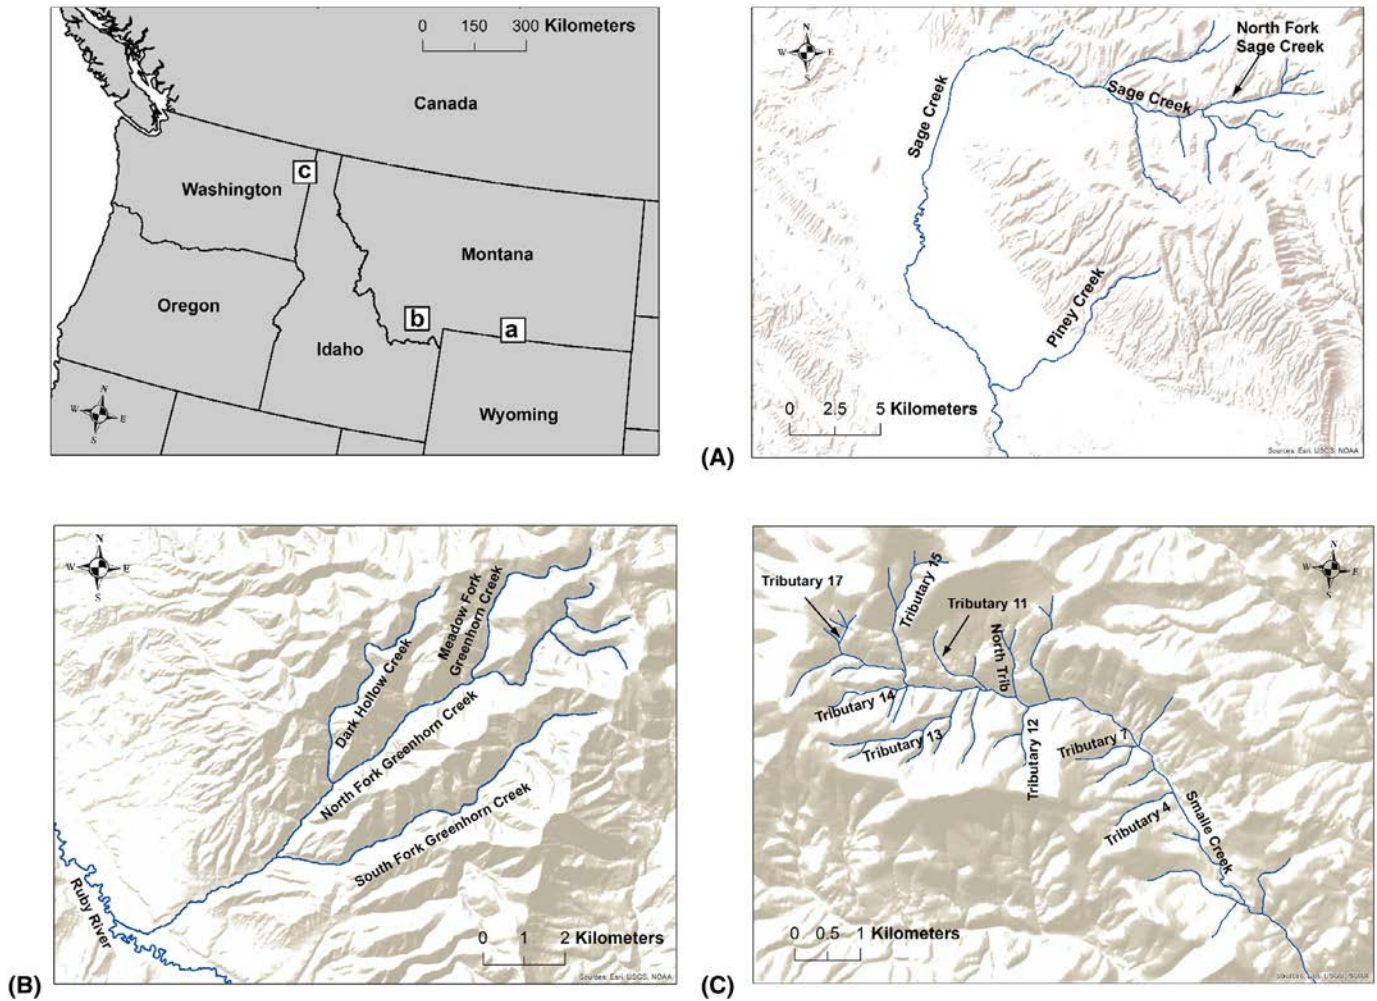 0 150 300 Kilometers
Canada
c
Washington
Montana
Oregon
b
a
Idaho
Wyoming
N
W E
S
(A)
N
W E
S
North Fork
Sage Creek
Sage Creek
Sage Creek
Piney Creek
0 2.5 5 Kilometers
Sources: Esri, USGS, NOAA
(B)
N
W E
S
Meadow Fork
Greenhorn Creek
Dark Hollow Creek
North Fork Greenhorn Creek
South Fork Greenhorn Creek
Ruby River
0 1 2 Kilometers
Sources: Esri, USGS, NOAA
(C)
N
W E
S
Tributary 17
Tributary 15
Tributary 11
North Trib
Tributary 14
Tributary 13
Tributary 12
Tributary 7
Tributary 4
Smalle Creek
0 0.5 1 Kilometers
Sources: Esri, USGS, NOAA